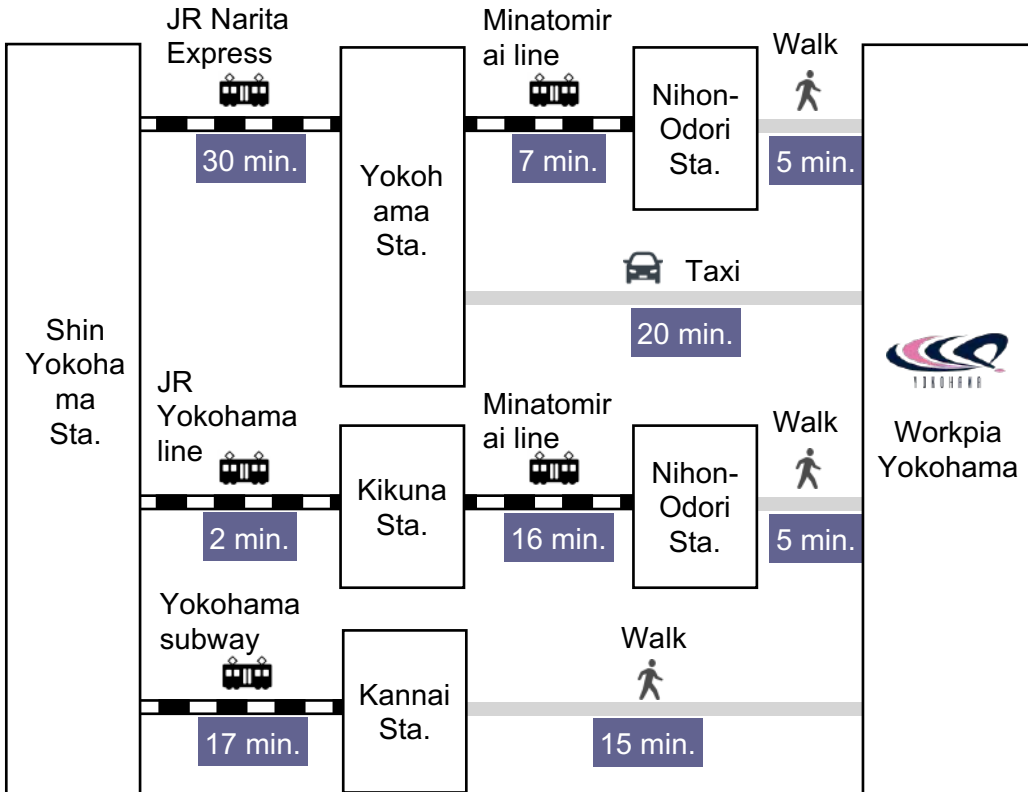 JR Narita
Express
30 min.
Minatomir
ai line
7 min.
Walk
5 min.
Nihon-
Odori
Sta.
Yokoh
ama
Sta.
Taxi
20 min.
Shin
Yokoha
ma
Sta.
JR
Yokohama
line
2 min.
Kikuna
Sta.
Minatomir
ai line
16 min.
Nihon-
Odori
Sta.
Walk
5 min.
YOKOHAMA
Workpia
Yokohama
Yokohama
subway
17 min.
Kannai
Sta.
Walk
15 min.